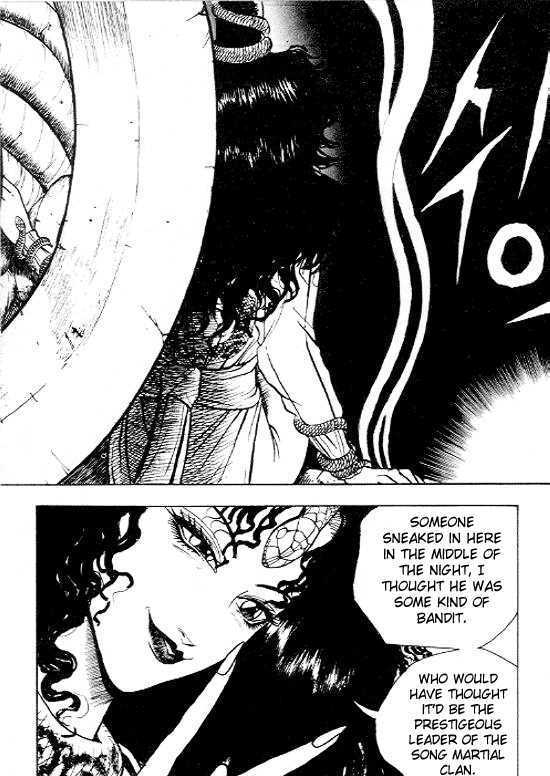 SOMEONE
SNEAKED IN HERE
IN THE MIDDLE OF
THE NIGHT, I
THOUGHT HE WAS
SOME KIND OF
BANDIT.
WHO WOULD
HAVE THOUGHT
IT'D BE THE
PRESTIGEOUS
LEADER OF THE
SONG MARTIAL
CLAN.